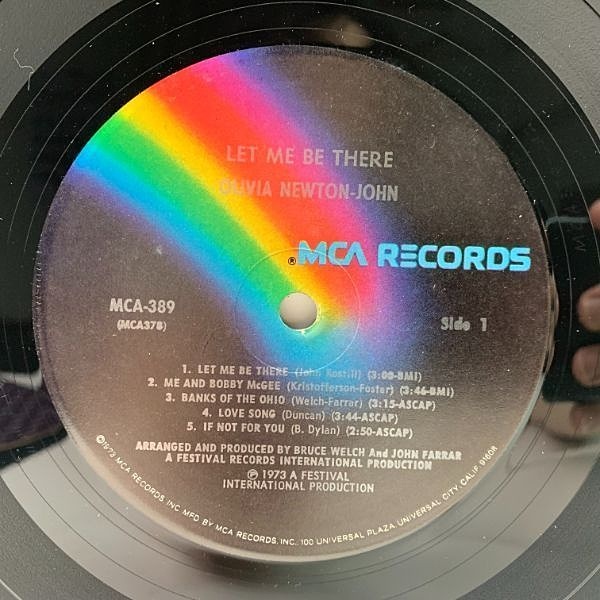 LET ME BE THERE
OLIVIA NEWTON-JOHN
® MCA RECORDS
MCA-389
(MCA378)
Side 1
1. LET ME BE THERE (John Rostill) (3:00-BMI)
2. ME AND BOBBY McGEE (Kristofferson-Foster) (3:46-BMI)
3. BANKS OF THE OHIO (Welch-Farrar) (3:15-ASCAP)
4. LOVE SONG (Duncan) (3:44-ASCAP)
5. IF NOT FOR YOU (B. Dylan) (2:50-ASCAP)
ARRANGED AND PRODUCED BY BRUCE WELCH And JOHN FARRAR
A FESTIVAL RECORDS INTERNATIONAL PRODUCTION
℗ 1973 A FESTIVAL
INTERNATIONAL PRODUCTION
©1973 MCA RECORDS, INC. MFD. BY MCA RECORDS, INC., 100 UNIVERSAL PLAZA, UNIVERSAL CITY, CALIF. 91608